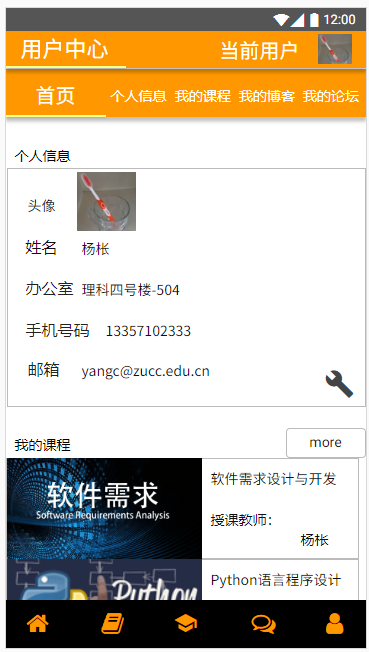 12:00
用户中心 当前用户
首页 个人信息 我的课程 我的博客 我的论坛
个人信息
头像
姓名 杨枨
办公室 理科四号楼-504
手机号码 13357102333
邮箱 yangc@zucc.edu.cn
我的课程 more
软件需求
Software Requirements Analysis
软件需求设计与开发
授课教师:
杨枨
Python
Python语言程序设计